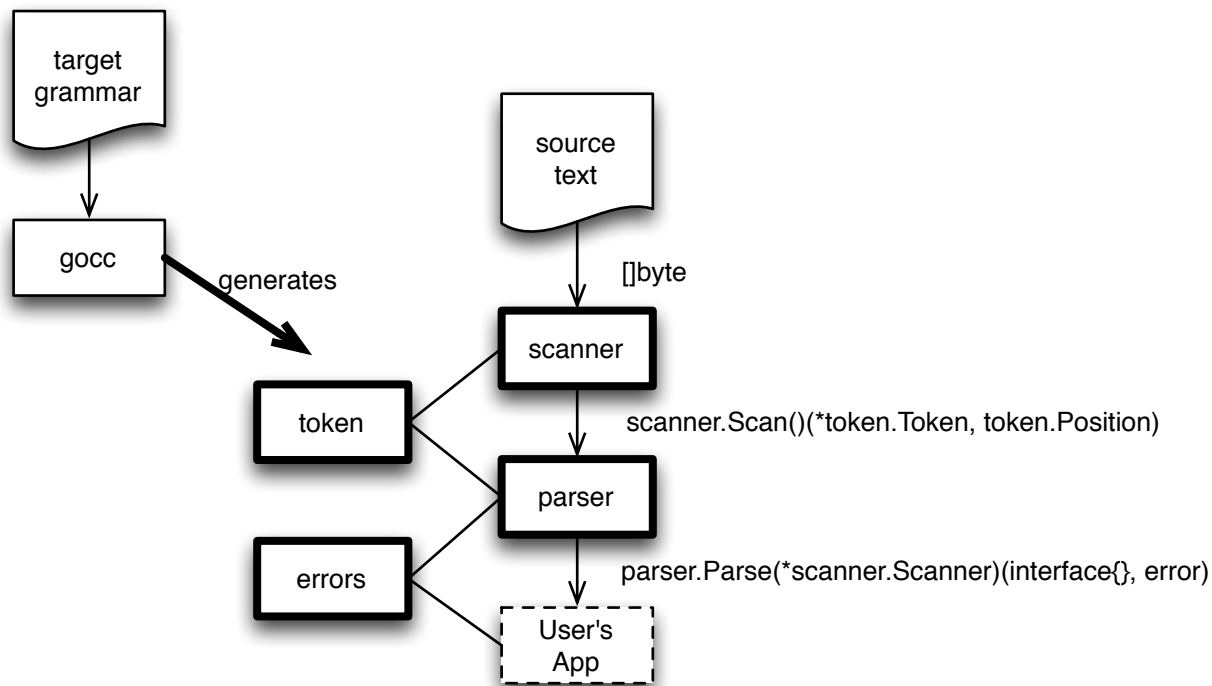 target
grammar
source
text
gocc
generates
[]byte
scanner
token
scanner.Scan()(*token.Token, token.Position)
parser
errors
parser.Parse(*scanner.Scanner)(interface{}, error)
User's
App